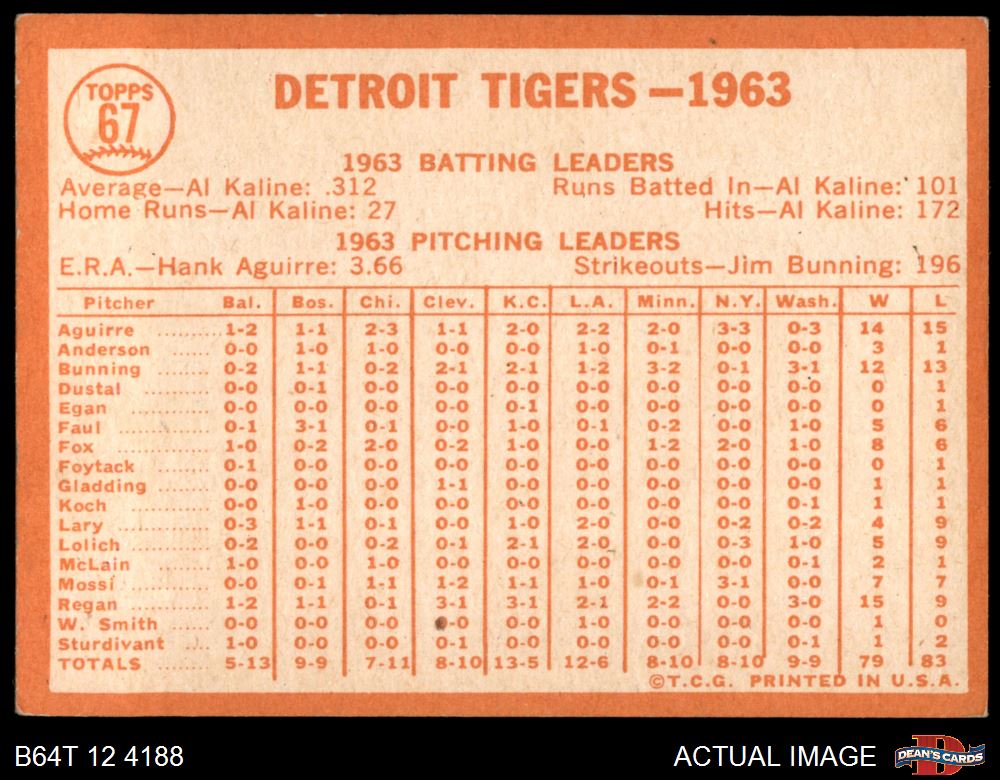 TOPPS
67
DETROIT TIGERS—1963
1963 BATTING LEADERS
Average—Al Kaline: .312 Runs Batted In—Al Kaline: 101
Home Runs—Al Kaline: 27 Hits—Al Kaline: 172
1963 PITCHING LEADERS
E.R.A.—Hank Aguirre: 3.66 Strikeouts—Jim Bunning: 196
Pitcher Bal. Bos. Chi. Clev. K.C. L.A. Minn. N.Y. Wash. W L
Aguirre .......... 1-2 1-1 2-3 1-1 2-0 2-2 2-0 3-3 0-3 14 15
Anderson ...... 0-0 1-0 1-0 0-0 0-0 1-0 0-1 0-0 0-0 3 1
Bunning ........ 0-2 1-1 0-2 2-1 2-1 1-2 3-2 0-1 3-1 12 13
Dustal ............ 0-0 0-1 0-0 0-0 0-0 0-0 0-0 0-0 0-0 0 1
Egan .............. 0-0 0-0 0-0 0-0 0-1 0-0 0-0 0-0 0-0 0 1
Faul .............. 0-1 3-1 0-1 0-0 1-0 0-1 0-2 0-0 1-0 5 6
Fox ................ 1-0 0-2 2-0 0-2 1-0 0-0 1-2 2-0 1-0 8 6
Foytack .......... 0-1 0-0 0-0 0-0 0-0 0-0 0-0 0-0 0-0 0 1
Gladding ........ 0-0 0-0 0-0 1-1 0-0 0-0 0-0 0-0 0-0 1 1
Koch .............. 0-0 1-0 0-0 0-0 0-0 0-0 0-0 0-0 0-1 1 1
Lary .............. 0-3 1-1 0-1 0-0 1-0 2-0 0-0 0-2 0-2 4 9
Lolich ............ 0-2 0-0 0-2 0-1 2-1 2-0 0-0 0-3 1-0 5 9
McLain .......... 1-0 0-0 1-0 0-0 0-0 0-0 0-0 0-0 0-1 2 1
Mossi ............ 0-0 0-1 1-1 1-2 1-1 1-0 0-1 3-1 0-0 7 7
Regan ............ 1-2 1-1 0-1 3-1 3-1 2-1 2-2 0-0 3-0 15 9
W. Smith ...... 0-0 0-0 0-0 0-0 0-0 1-0 0-0 0-0 0-0 1 0
Sturdivant .... 1-0 0-0 0-0 0-1 0-0 0-0 0-0 0-0 0-1 1 2
TOTALS ........ 5-13 9-9 7-11 8-10 13-5 12-6 8-10 8-10 9-9 79 83
©T.C.G. PRINTED IN U.S.A.
B64T 12 4188 ACTUAL IMAGE DEAN'S CARDS